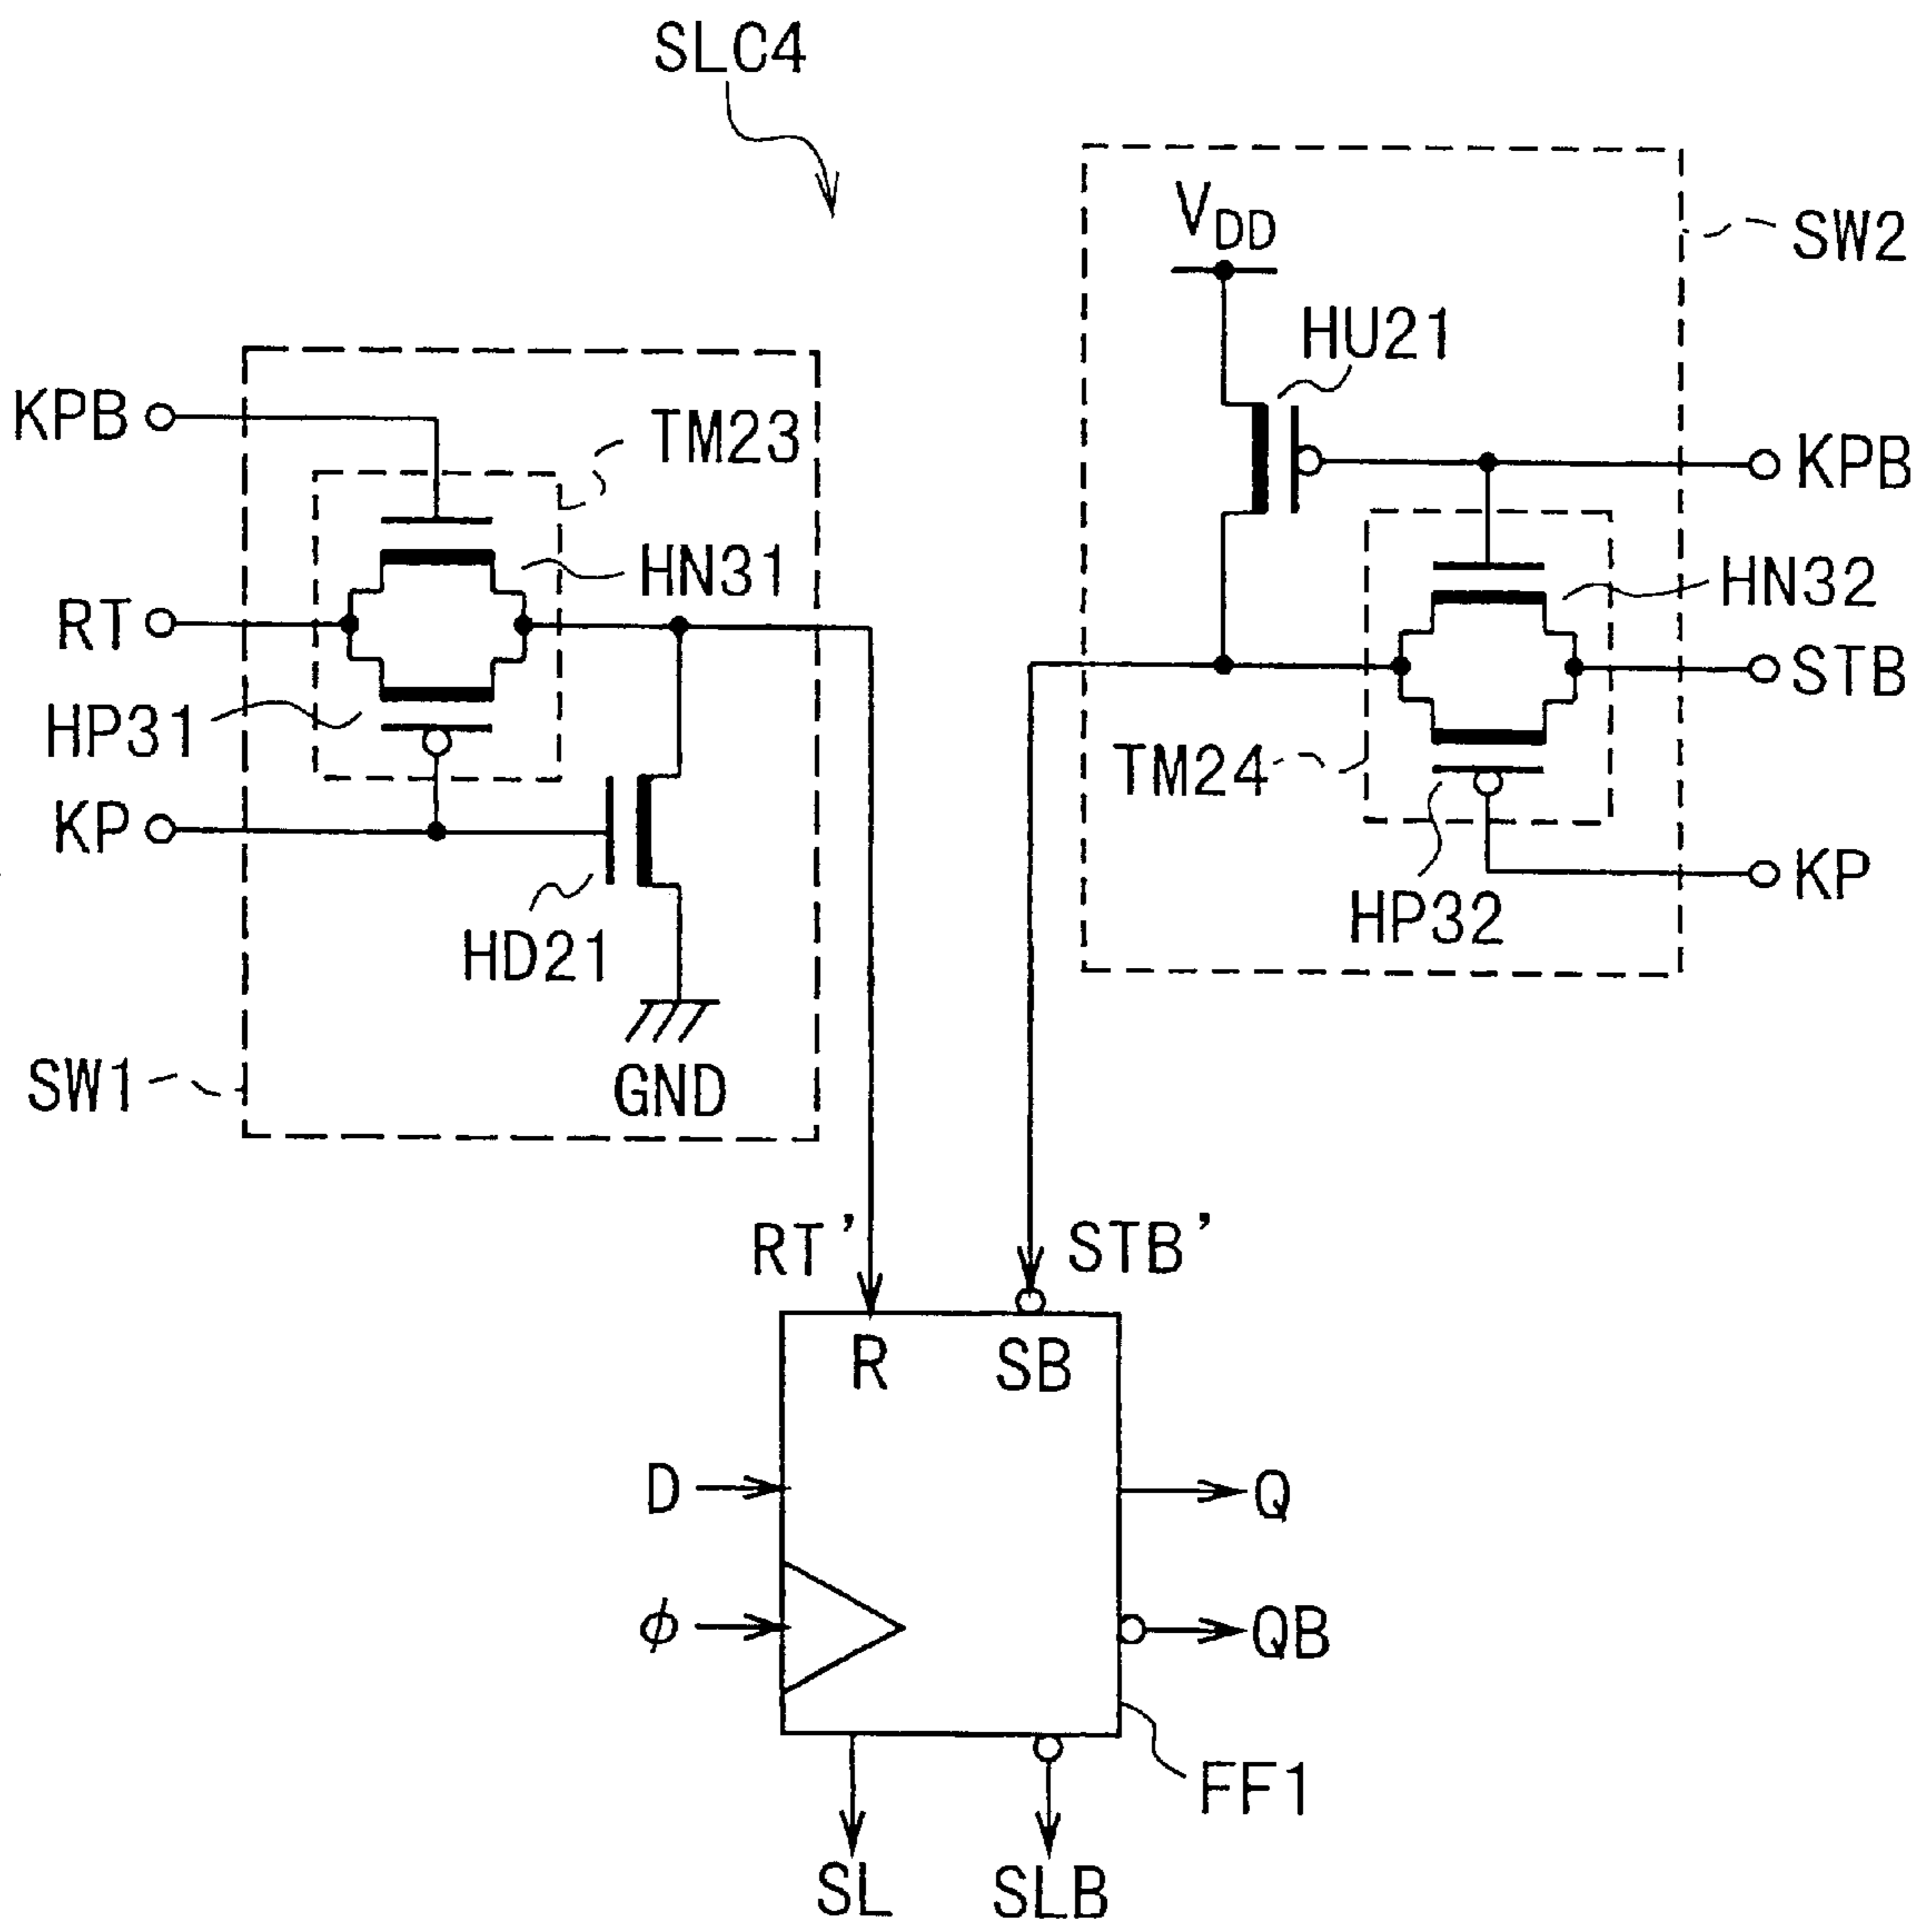 SLC4
VDD
SW2
HU21
KPB
TM23
KPB
HN31
HN32
RT
STB
HP31
TM24
KP
KP
HP32
HD21
SW1
GND
RT'
STB'
R
SB
D
Q
φ
QB
FF1
SL
SLB